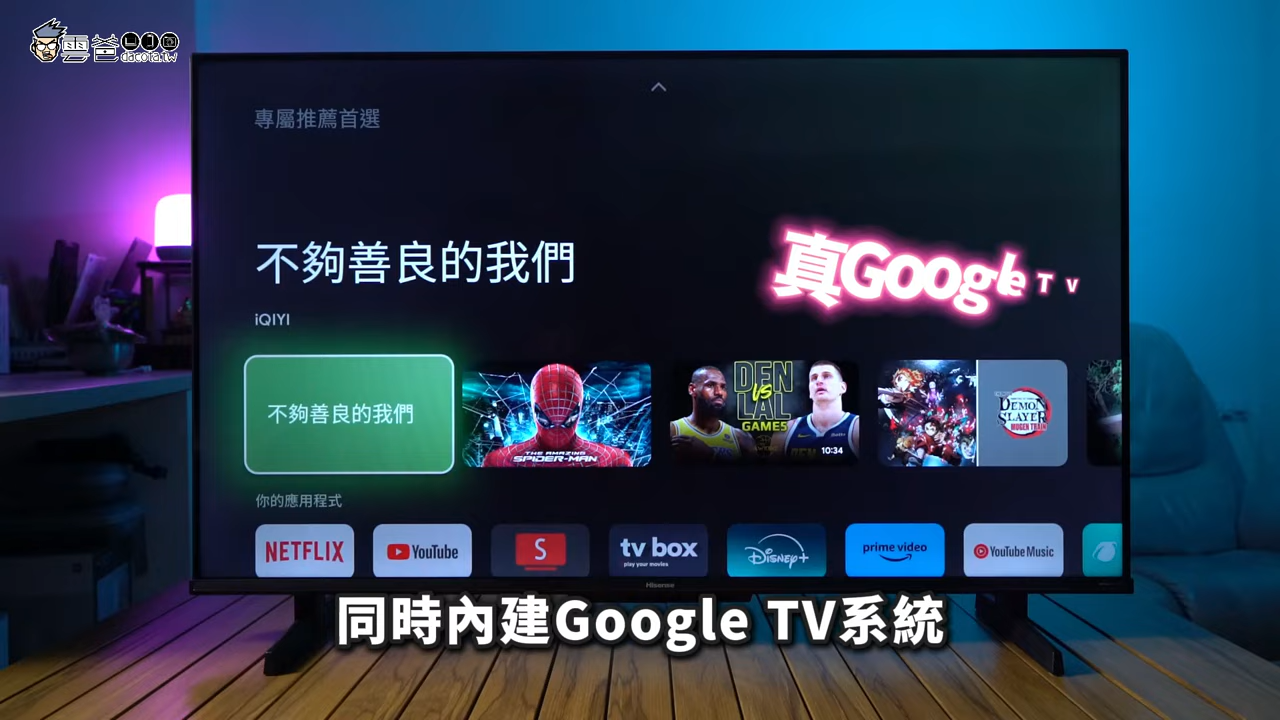 雲爸
dacota.tw
專屬推薦首選
不夠善良的我們
真Google TV
iQIYI
不夠善良的我們
THE AMAZING
SPIDER-MAN
DEN
VS
LAL
GAMES
10:34
DEMON
SLAYER
MUGEN TRAIN
你的應用程式
NETFLIX
YouTube
S
tv box
play your movies
Disney+
prime video
YouTube Music
Hisense
同時內建Google TV系統